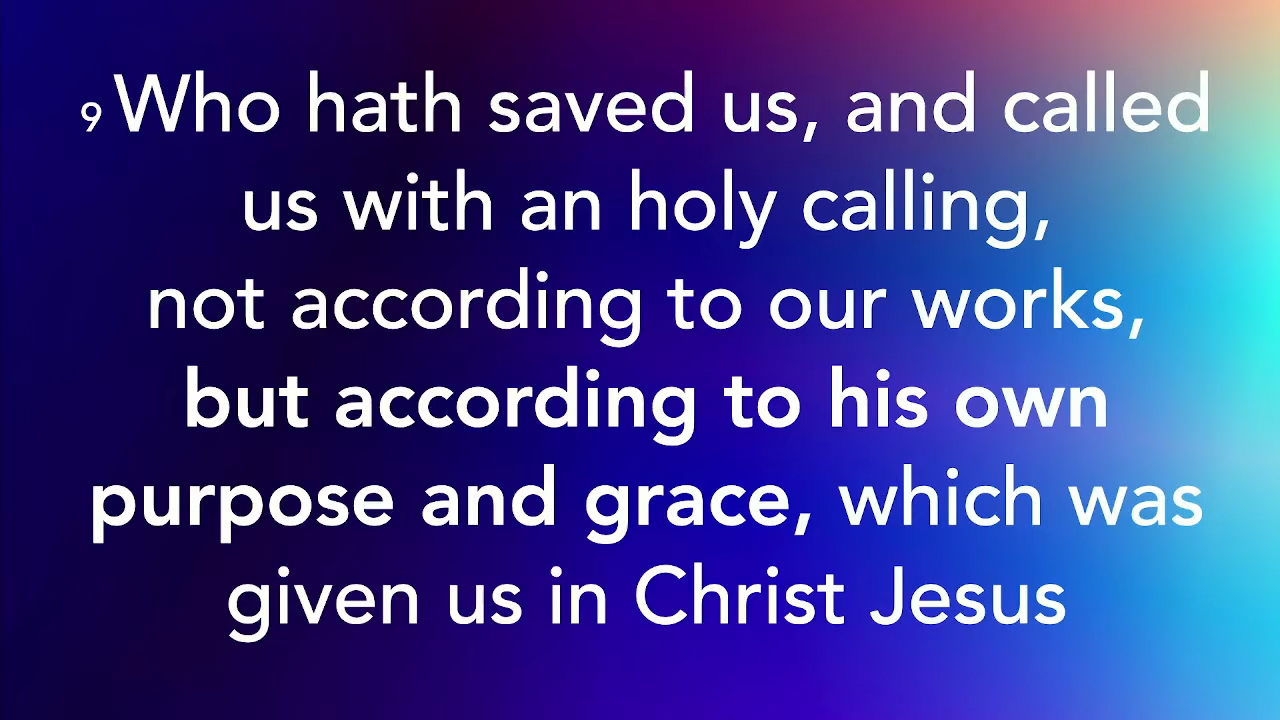 9 Who hath saved us, and called
us with an holy calling,
not according to our works,
but according to his own
purpose and grace, which was
given us in Christ Jesus